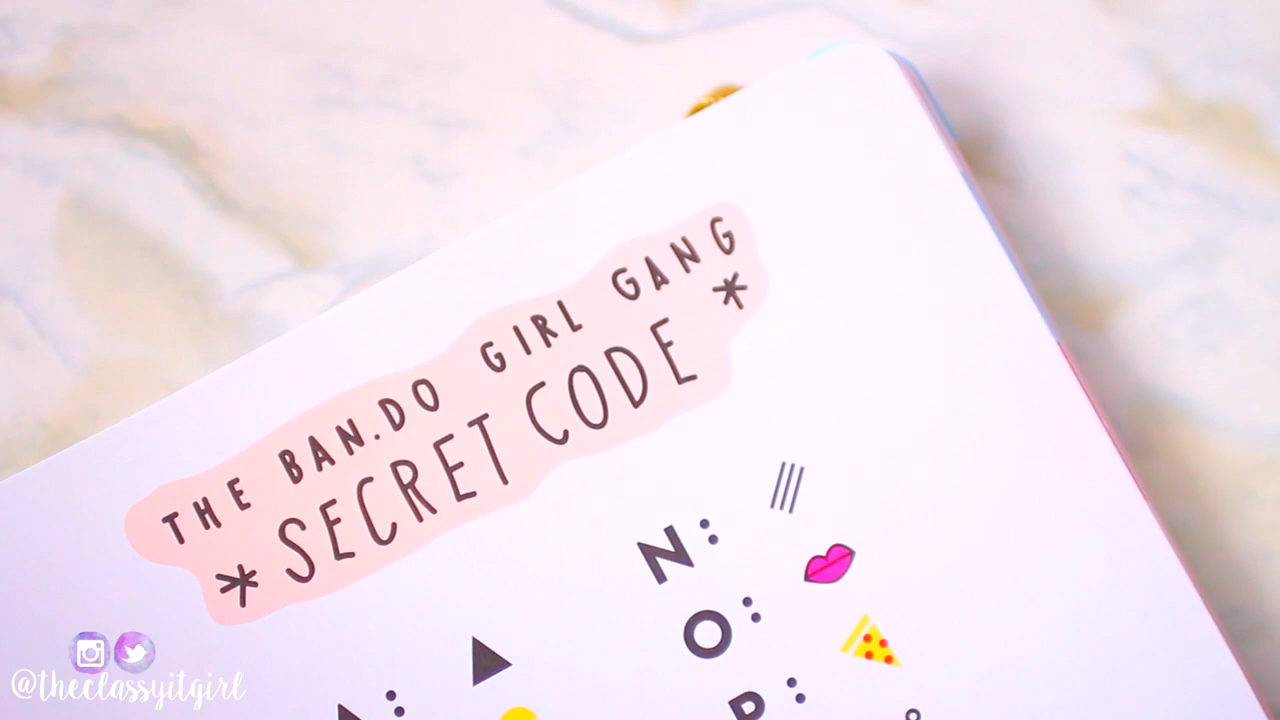 THE BAN.DO GIRL GANG
* SECRET CODE *
N:
O:
P:
A:
@theclassyitgirl